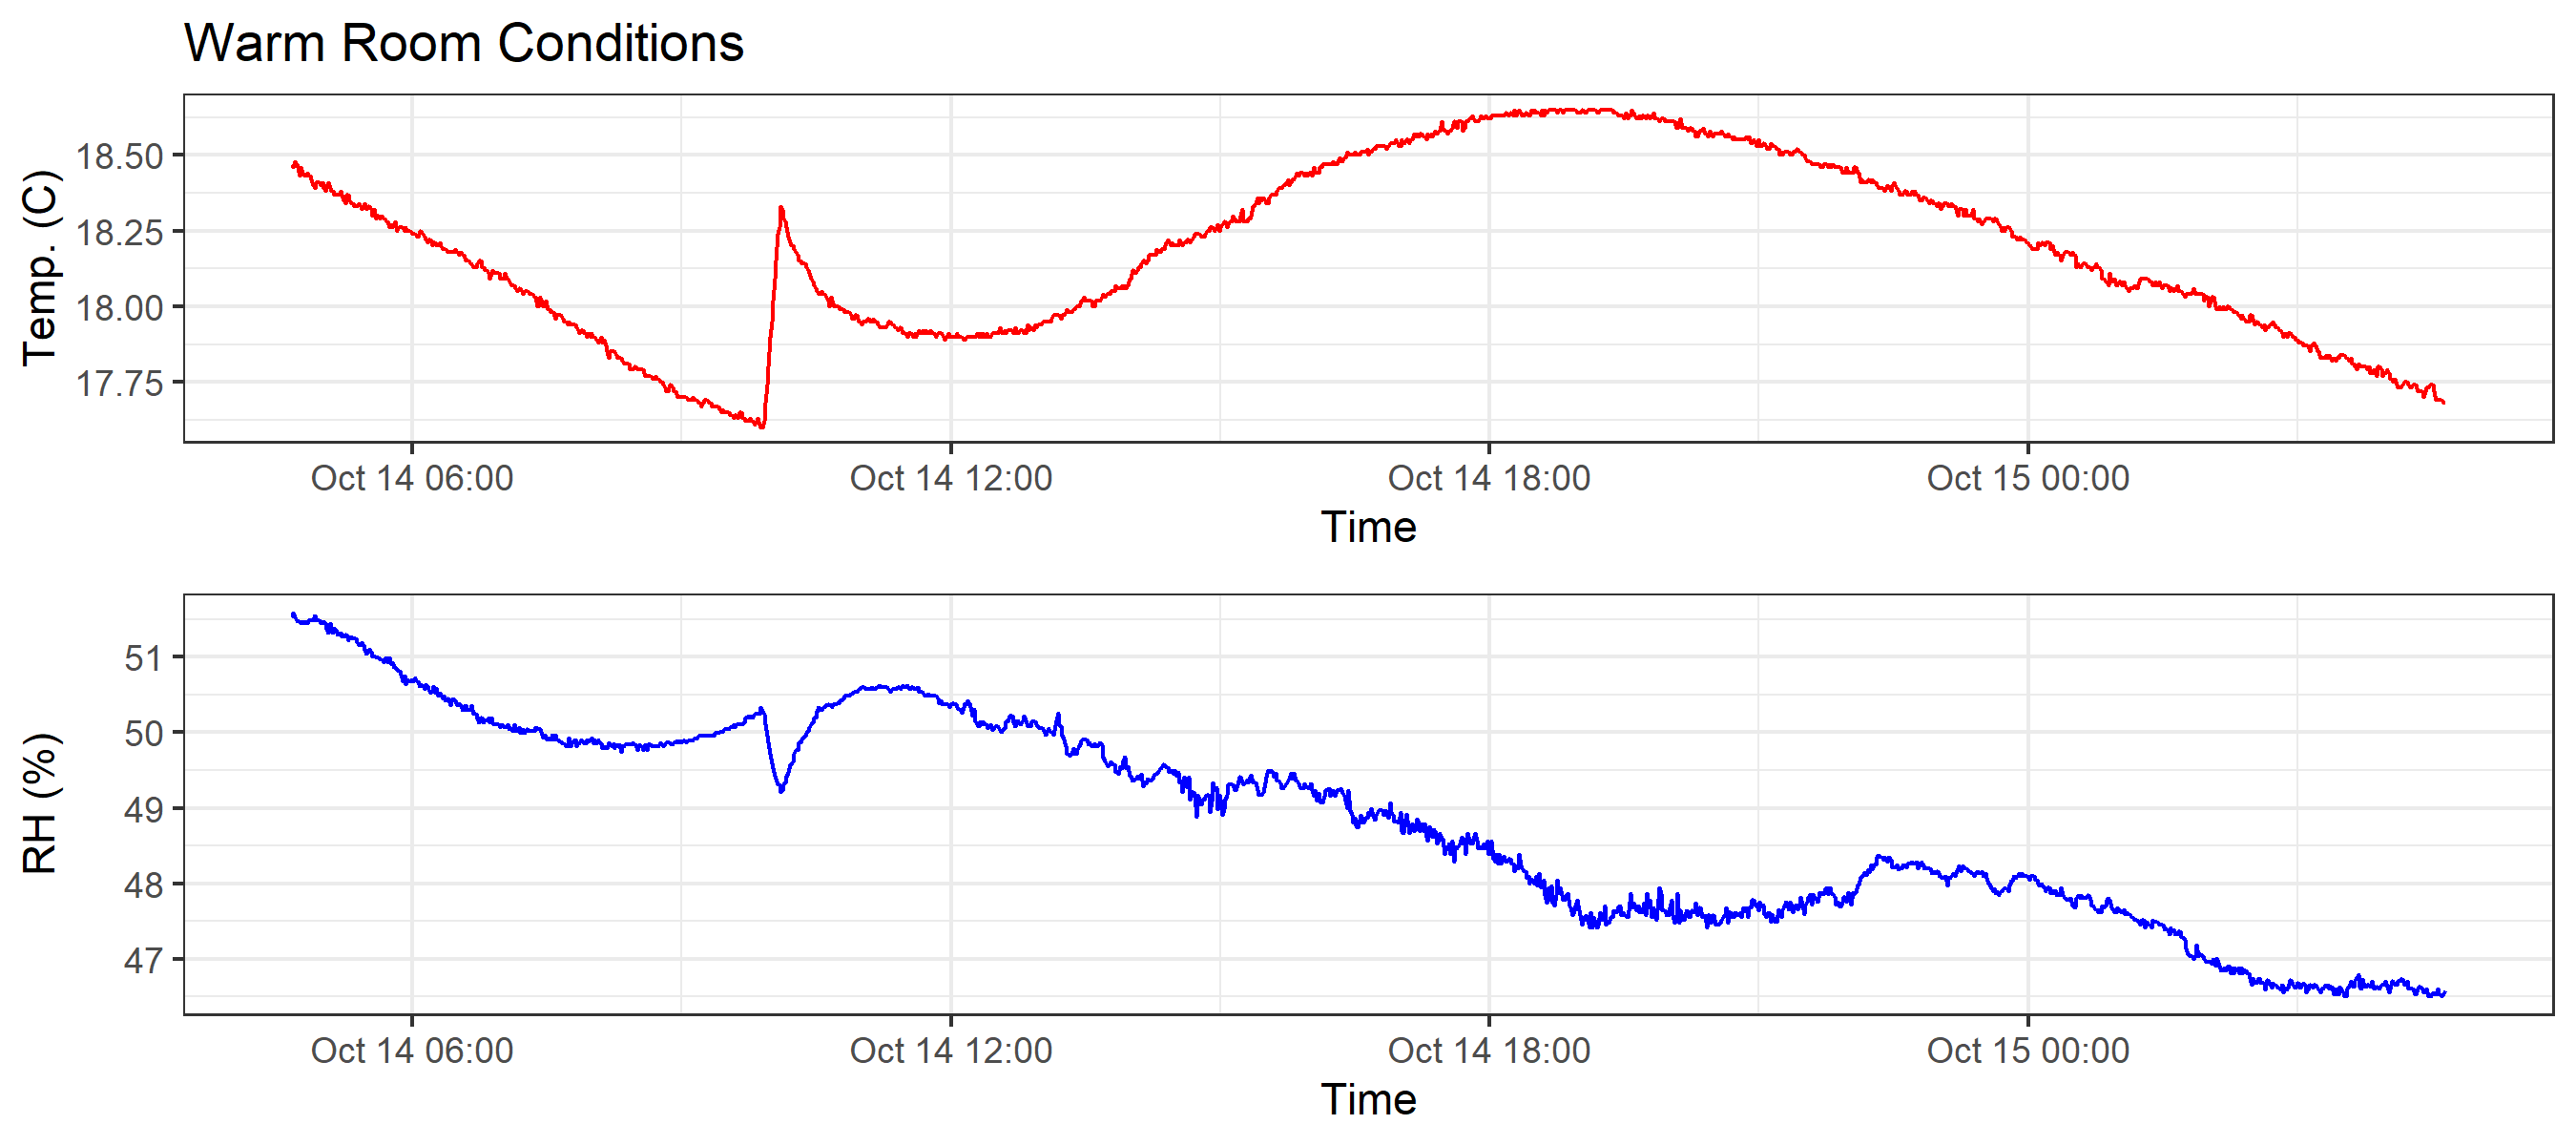 Warm Room Conditions
Temp. (C)
18.50
18.25
18.00
17.75
Oct 14 06:00 Oct 14 12:00 Oct 14 18:00 Oct 15 00:00
Time
RH (%)
51
50
49
48
47
Oct 14 06:00 Oct 14 12:00 Oct 14 18:00 Oct 15 00:00
Time